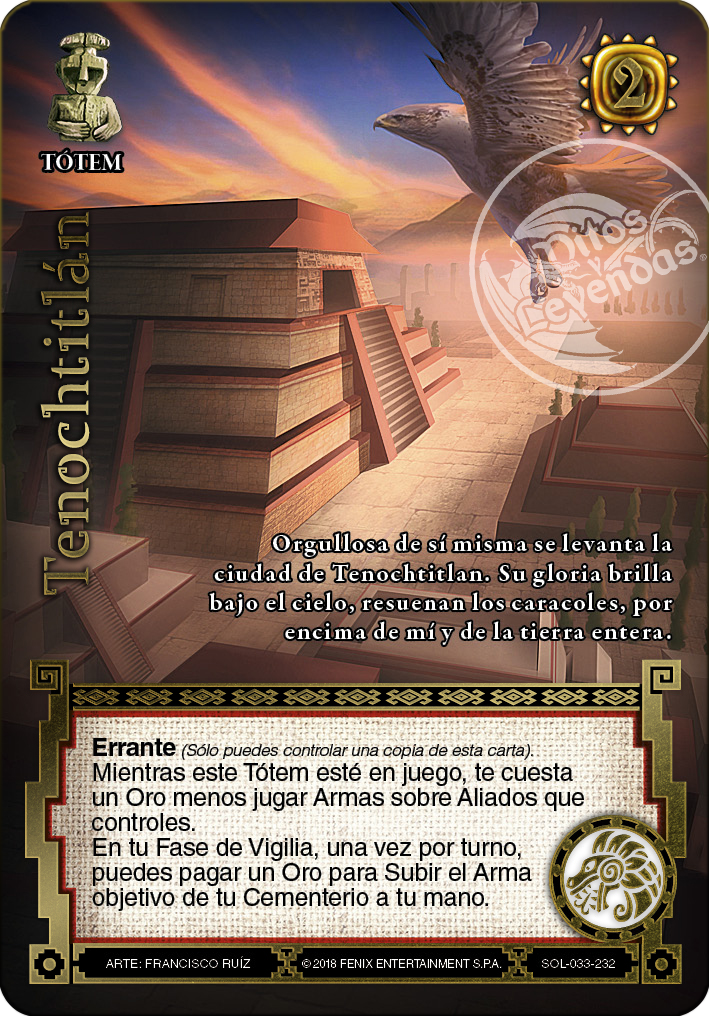 2
TÓTEM
Mitos
y
Leyendas®
Tenochtitlán
Orgullosa de sí misma se levanta la
ciudad de Tenochtitlan. Su gloria brilla
bajo el cielo, resuenan los caracoles, por
encima de mí y de la tierra entera.
Errante (Sólo puedes controlar una copia de esta carta).
Mientras este Tótem esté en juego, te cuesta
un Oro menos jugar Armas sobre Aliados que
controles.
En tu Fase de Vigilia, una vez por turno,
puedes pagar un Oro para Subir el Arma
objetivo de tu Cementerio a tu mano.
ARTE: FRANCISCO RUÍZ
©2018 FENIX ENTERTAINMENT S.P.A.
SOL-033-232